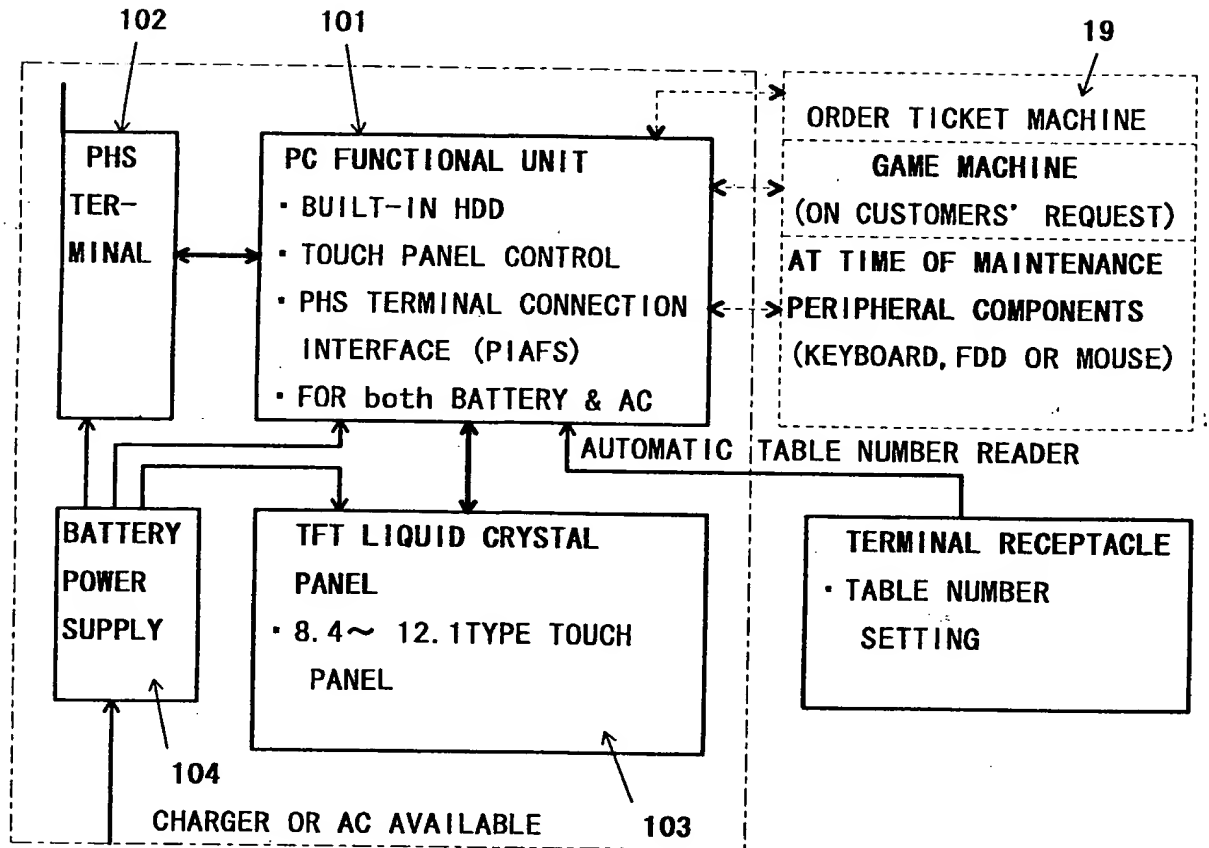 102
101
19
PHS
TER-
MINAL
PC FUNCTIONAL UNIT
・BUILT-IN HDD
・TOUCH PANEL CONTROL
・PHS TERMINAL CONNECTION
INTERFACE (PIAFS)
・FOR both BATTERY & AC
ORDER TICKET MACHINE
GAME MACHINE
(ON CUSTOMERS' REQUEST)
AT TIME OF MAINTENANCE
PERIPHERAL COMPONENTS
(KEYBOARD, FDD OR MOUSE)
AUTOMATIC TABLE NUMBER READER
BATTERY
POWER
SUPPLY
TFT LIQUID CRYSTAL
PANEL
・8.4～ 12.1TYPE TOUCH
PANEL
TERMINAL RECEPTACLE
・TABLE NUMBER
SETTING
104
103
CHARGER OR AC AVAILABLE